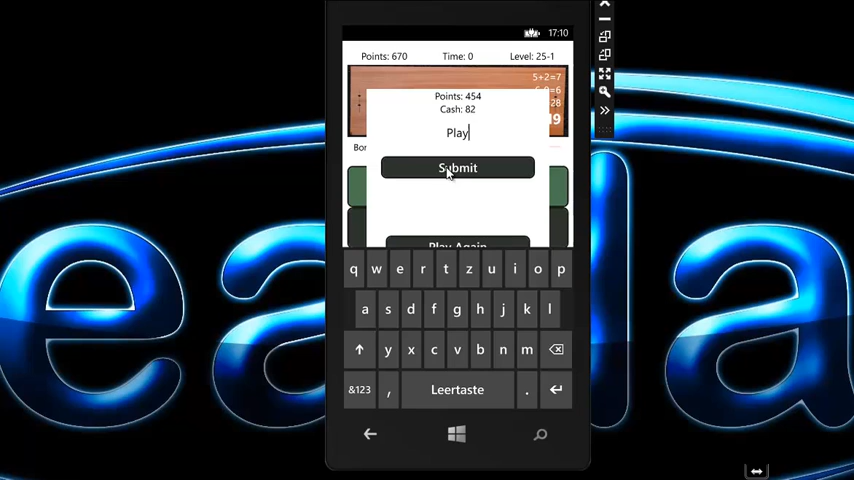 17:10
Points: 670 Time: 0 Level: 25-1
5+2=7
Points: 454
Cash: 82
Play
Submit
Play Again
q w e r t z u i o p
a s d f g h j k l
y x c v b n m
&123 , Leertaste .